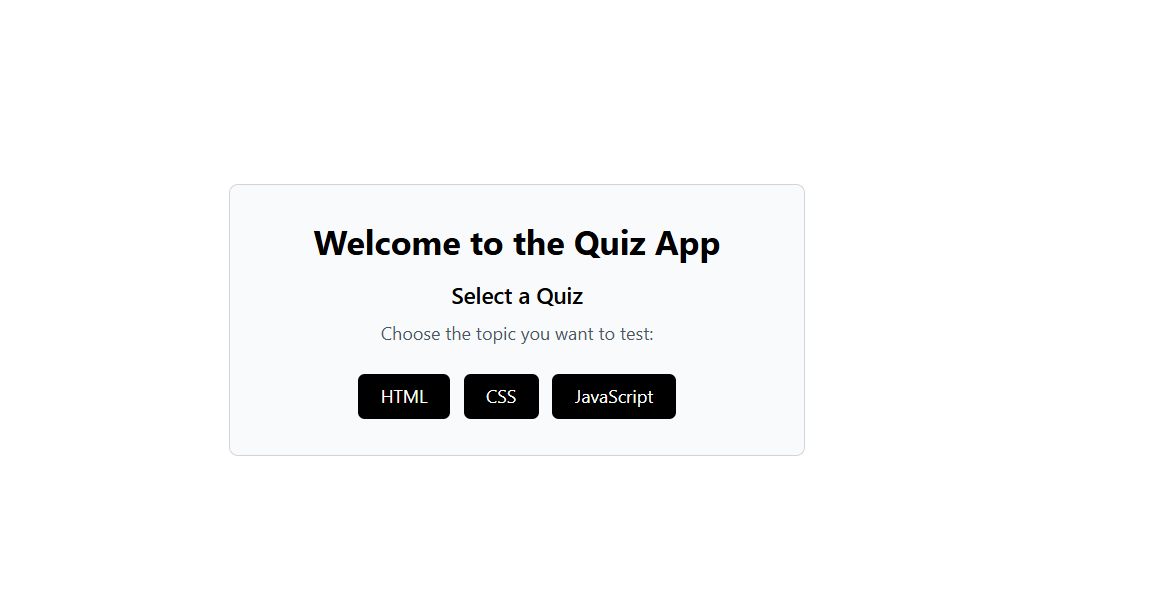 Welcome to the Quiz App
Select a Quiz
Choose the topic you want to test:
HTML CSS JavaScript